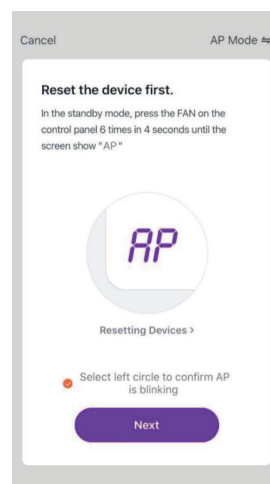 Cancel AP Mode ⇋
Reset the device first.
In the standby mode, press the FAN on the
control panel 6 times in 4 seconds until the
screen show "AP"
AP
Resetting Devices >
Select left circle to confirm AP
is blinking
Next